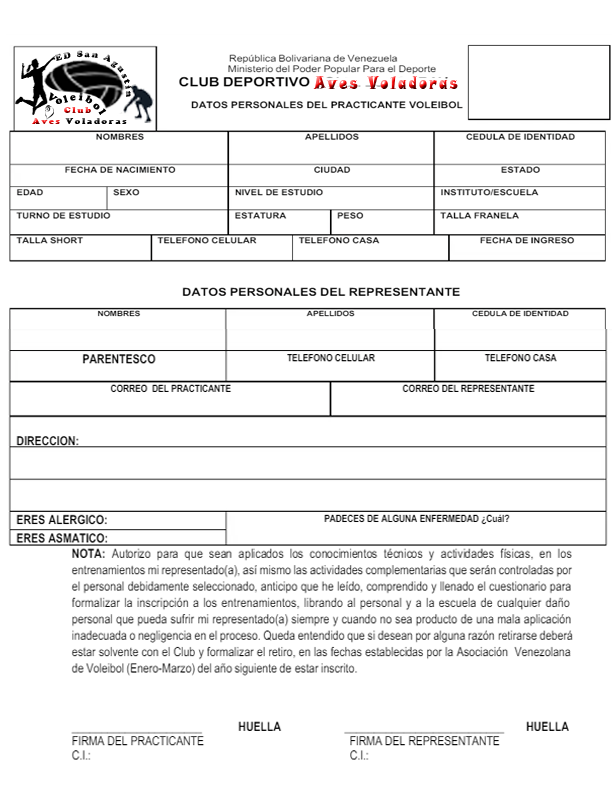 ED San Agustin
Voleibol
Club
Aves Voladoras
República Bolivariana de Venezuela
Ministerio del Poder Popular Para el Deporte
CLUB DEPORTIVO Aves Voladoras
DATOS PERSONALES DEL PRACTICANTE VOLEIBOL
NOMBRES APELLIDOS CEDULA DE IDENTIDAD
FECHA DE NACIMIENTO CIUDAD ESTADO
EDAD SEXO NIVEL DE ESTUDIO INSTITUTO/ESCUELA
TURNO DE ESTUDIO ESTATURA PESO TALLA FRANELA
TALLA SHORT TELEFONO CELULAR TELEFONO CASA FECHA DE INGRESO
DATOS PERSONALES DEL REPRESENTANTE
NOMBRES APELLIDOS CEDULA DE IDENTIDAD
PARENTESCO TELEFONO CELULAR TELEFONO CASA
CORREO DEL PRACTICANTE CORREO DEL REPRESENTANTE
DIRECCION:
ERES ALERGICO: PADECES DE ALGUNA ENFERMEDAD ¿Cuál?
ERES ASMATICO:
NOTA: Autorizo para que sean aplicados los conocimientos técnicos y actividades físicas, en los
entrenamientos mi representado(a), así mismo las actividades complementarias que serán controladas por
el personal debidamente seleccionado, anticipo que he leído, comprendido y llenado el cuestionario para
formalizar la inscripción a los entrenamientos, librando al personal y a la escuela de cualquier daño
personal que pueda sufrir mi representado(a) siempre y cuando no sea producto de una mala aplicación
inadecuada o negligencia en el proceso. Queda entendido que si desean por alguna razón retirarse deberá
estar solvente con el Club y formalizar el retiro, en las fechas establecidas por la Asociación Venezolana
de Voleibol (Enero-Marzo) del año siguiente de estar inscrito.
HUELLA HUELLA
FIRMA DEL PRACTICANTE FIRMA DEL REPRESENTANTE
C.I.: C.I.: